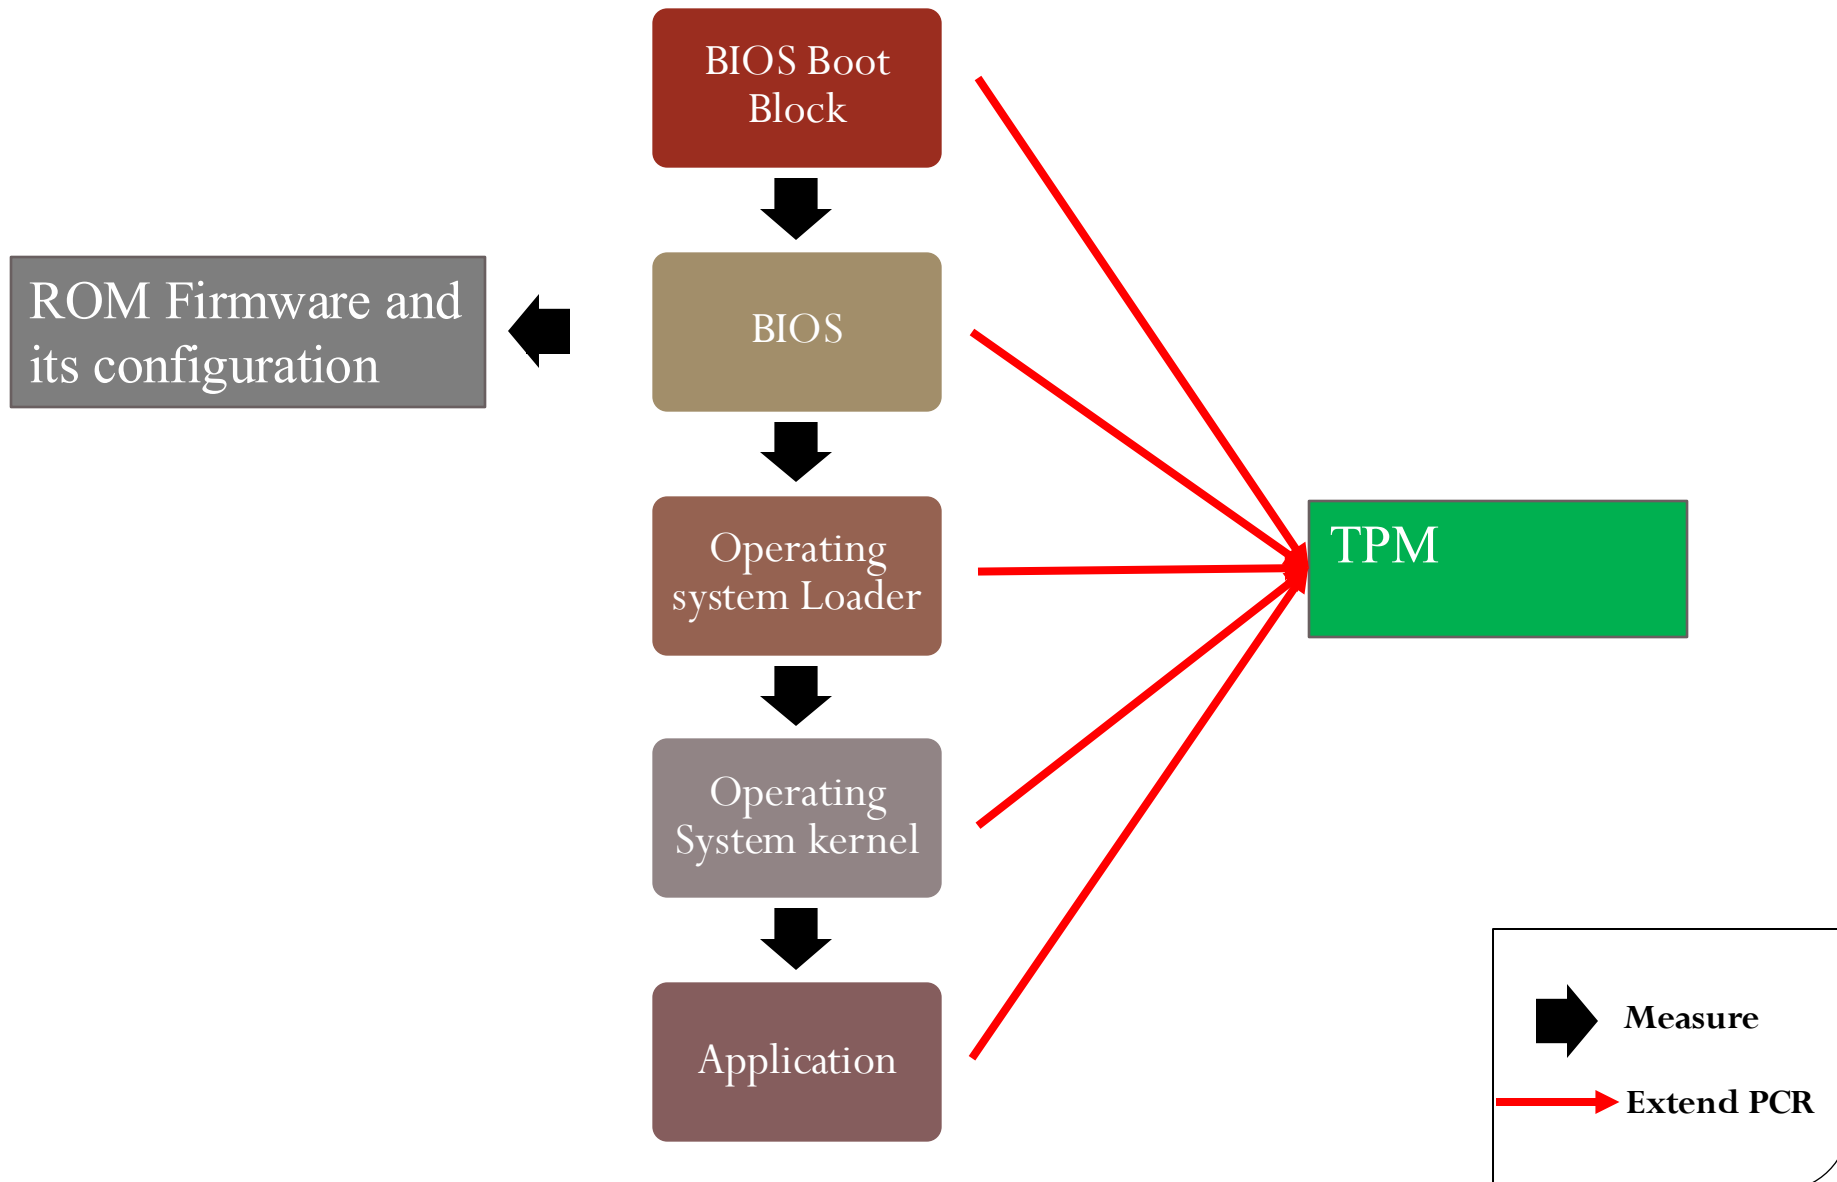 BIOS Boot
Block
ROM Firmware and
its configuration
BIOS
Operating
system Loader
TPM
Operating
System kernel
Application
Measure
Extend PCR